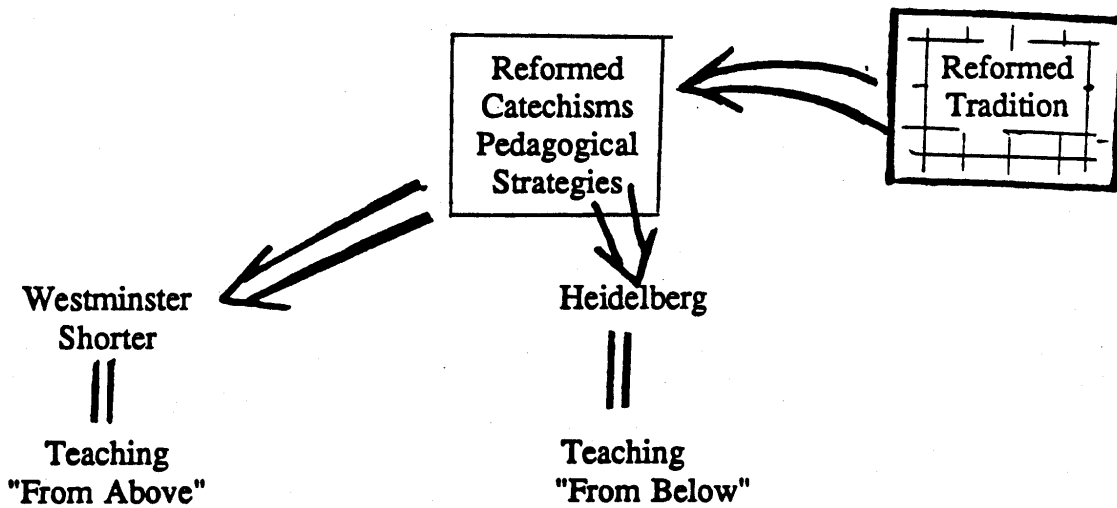 Reformed
Catechisms
Pedagogical
Strategies
Reformed
Tradition
Westminster
Shorter
Heidelberg
Teaching
"From Above"
Teaching
"From Below"